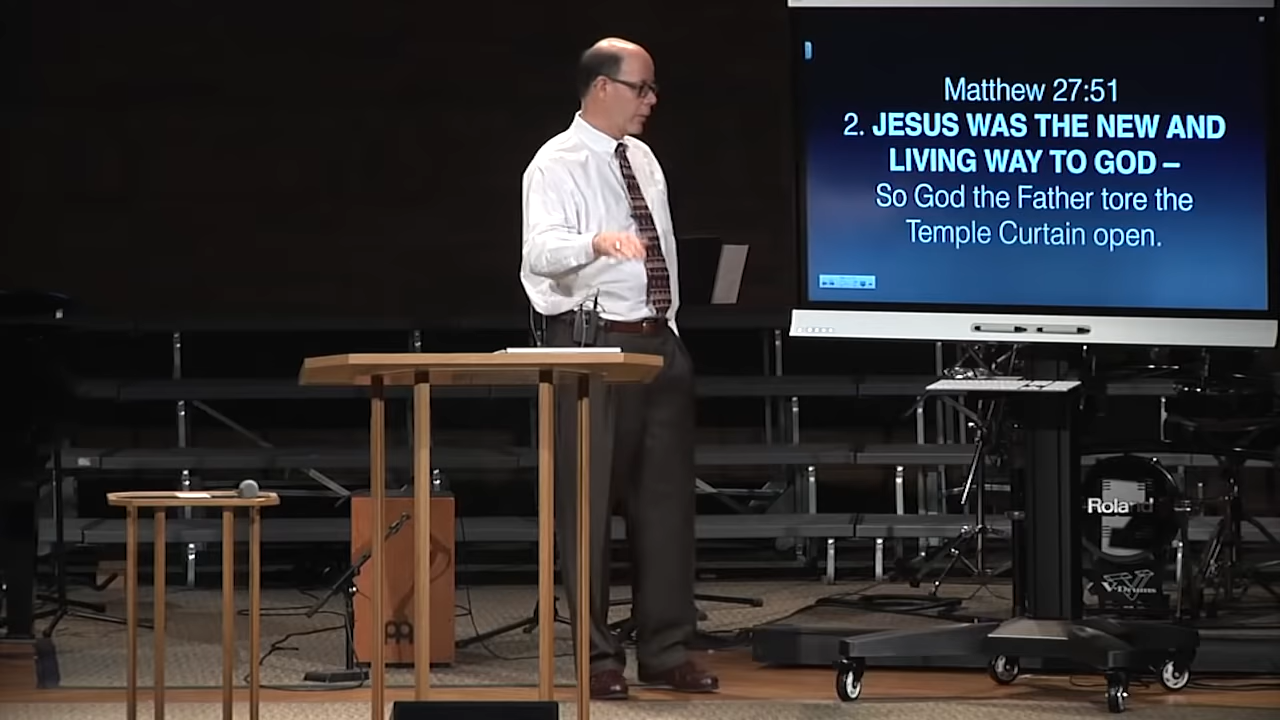 Matthew 27:51
2. JESUS WAS THE NEW AND
LIVING WAY TO GOD –
So God the Father tore the
Temple Curtain open.
Roland
V-Drums